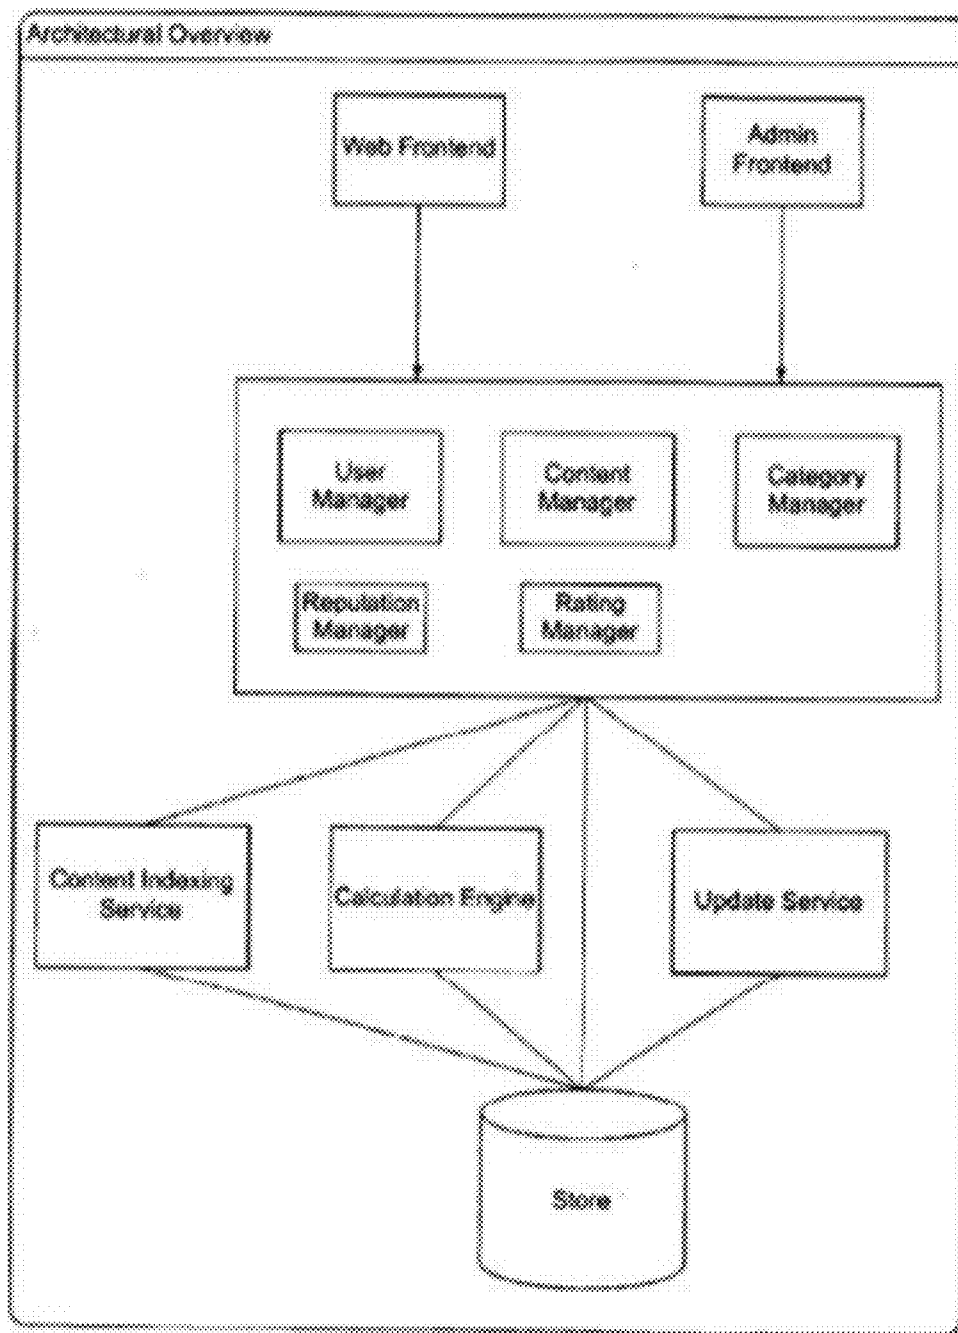 Architectural Overview
Web Frontend
Admin
Frontend
User
Manager
Content
Manager
Category
Manager
Reputation
Manager
Rating
Manager
Content Indexing
Service
Calculation Engine
Update Service
Store